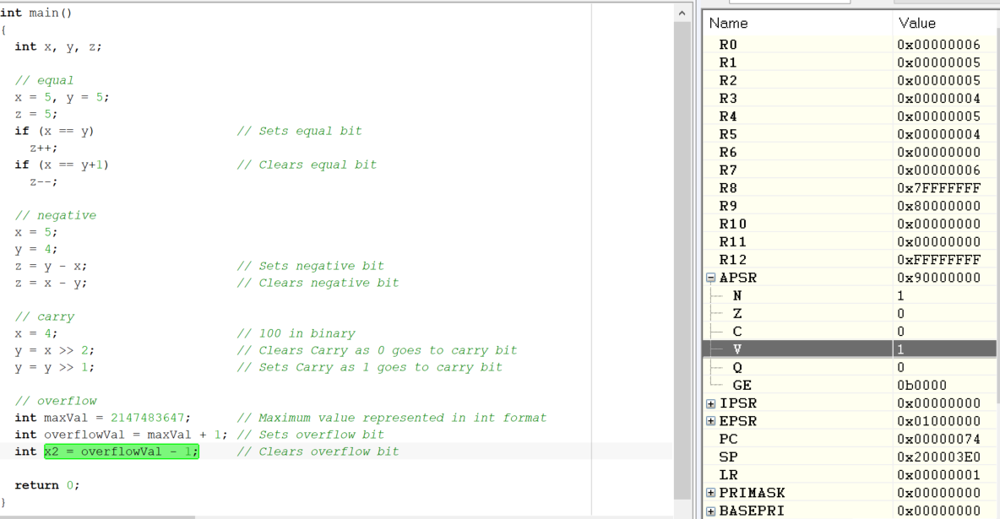 int main()
{
int x, y, z;
// equal
x = 5, y = 5;
z = 5;
if (x == y) // Sets equal bit
z++;
if (x == y+1) // Clears equal bit
z--;
// negative
x = 5;
y = 4;
z = y - x; // Sets negative bit
z = x - y; // Clears negative bit
// carry
x = 4; // 100 in binary
y = x >> 2; // Clears Carry as 0 goes to carry bit
y = y >> 1; // Sets Carry as 1 goes to carry bit
// overflow
int maxVal = 2147483647; // Maximum value represented in int format
int overflowVal = maxVal + 1; // Sets overflow bit
int x2 = overflowVal - 1; // Clears overflow bit
return 0;
}
Name Value
R0 0x00000006
R1 0x00000005
R2 0x00000005
R3 0x00000004
R4 0x00000005
R5 0x00000004
R6 0x00000000
R7 0x00000006
R8 0x7FFFFFFF
R9 0x80000000
R10 0x00000000
R11 0x00000000
R12 0xFFFFFFFF
APSR 0x90000000
N 1
Z 0
C 0
V 1
Q 0
GE 0b0000
IPSR 0x00000000
EPSR 0x01000000
PC 0x00000074
SP 0x200003E0
LR 0x00000001
PRIMASK 0x00000000
BASEPRI 0x00000000